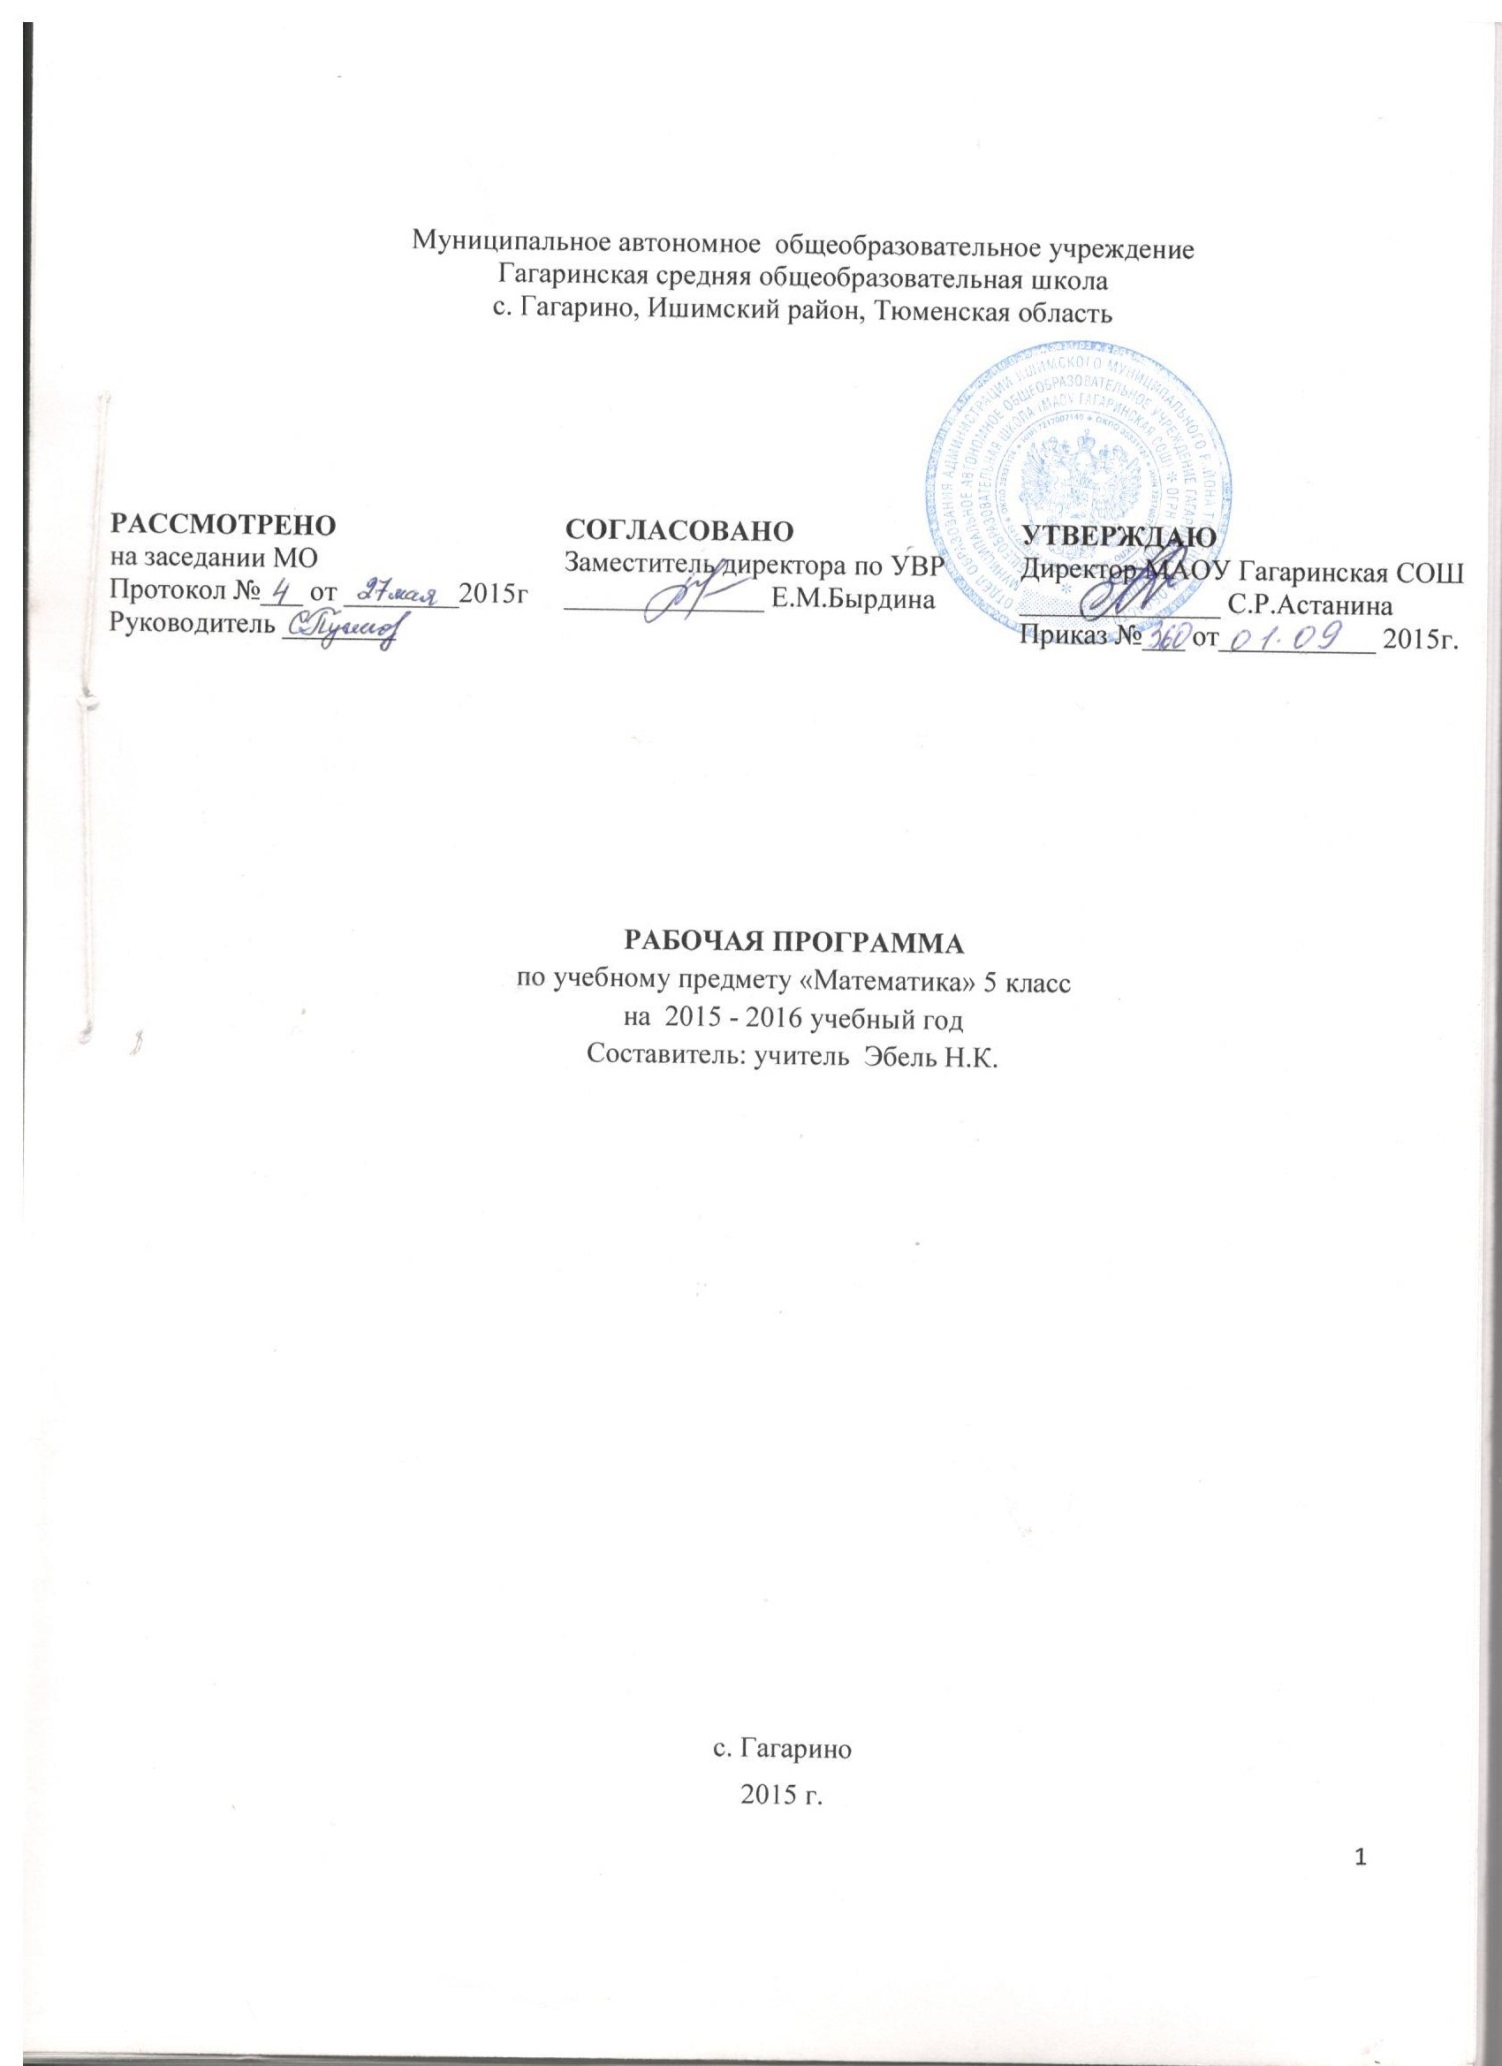 Муниципальное автономное общеобразовательное учреждение
Гагаринская средняя общеобразовательная школа
с. Гагарино, Ишимский район, Тюменская область
РАССМОТРЕНО
на заседании МО
Протокол № 4 от 27 мая 2015г
Руководитель
СОГЛАСОВАНО
Заместитель директора по УВР
Е.М.Бырдина
УТВЕРЖДАЮ
Директор МАОУ Гагаринская СОШ
С.Р.Астанина
Приказ № 360 от 01.09 2015г.
РАБОЧАЯ ПРОГРАММА
по учебному предмету «Математика» 5 класс
на 2015 - 2016 учебный год
Составитель: учитель Эбель Н.К.
с. Гагарино
2015 г.
1